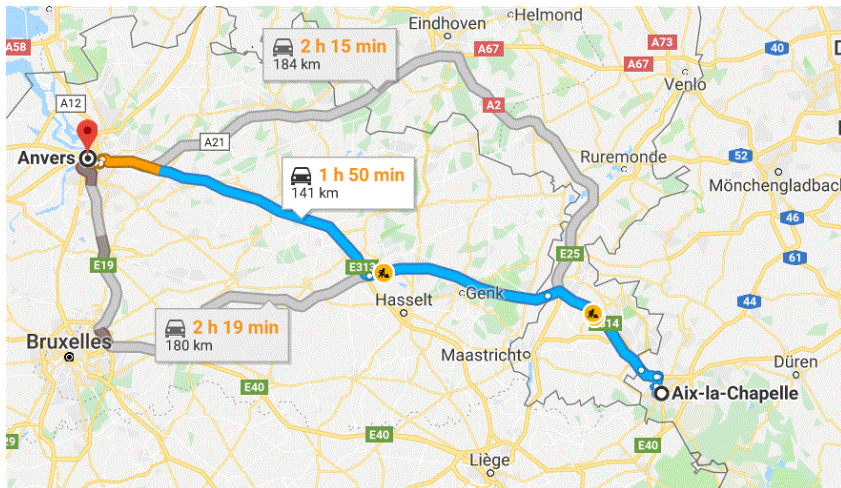 Eindhoven
Helmond
A58
2 h 15 min
184 km
A67
A73
A67
40
Venlo
A12
A2
A21
Anvers
Ruremonde
52
1 h 50 min
141 km
Mönchengladbach
46
E19
E25
61
E313
Genk
44
Hasselt
2 h 19 min
180 km
Bruxelles
Maastricht
Düren
E40
Aix-la-Chapelle
E40
E40
Liège